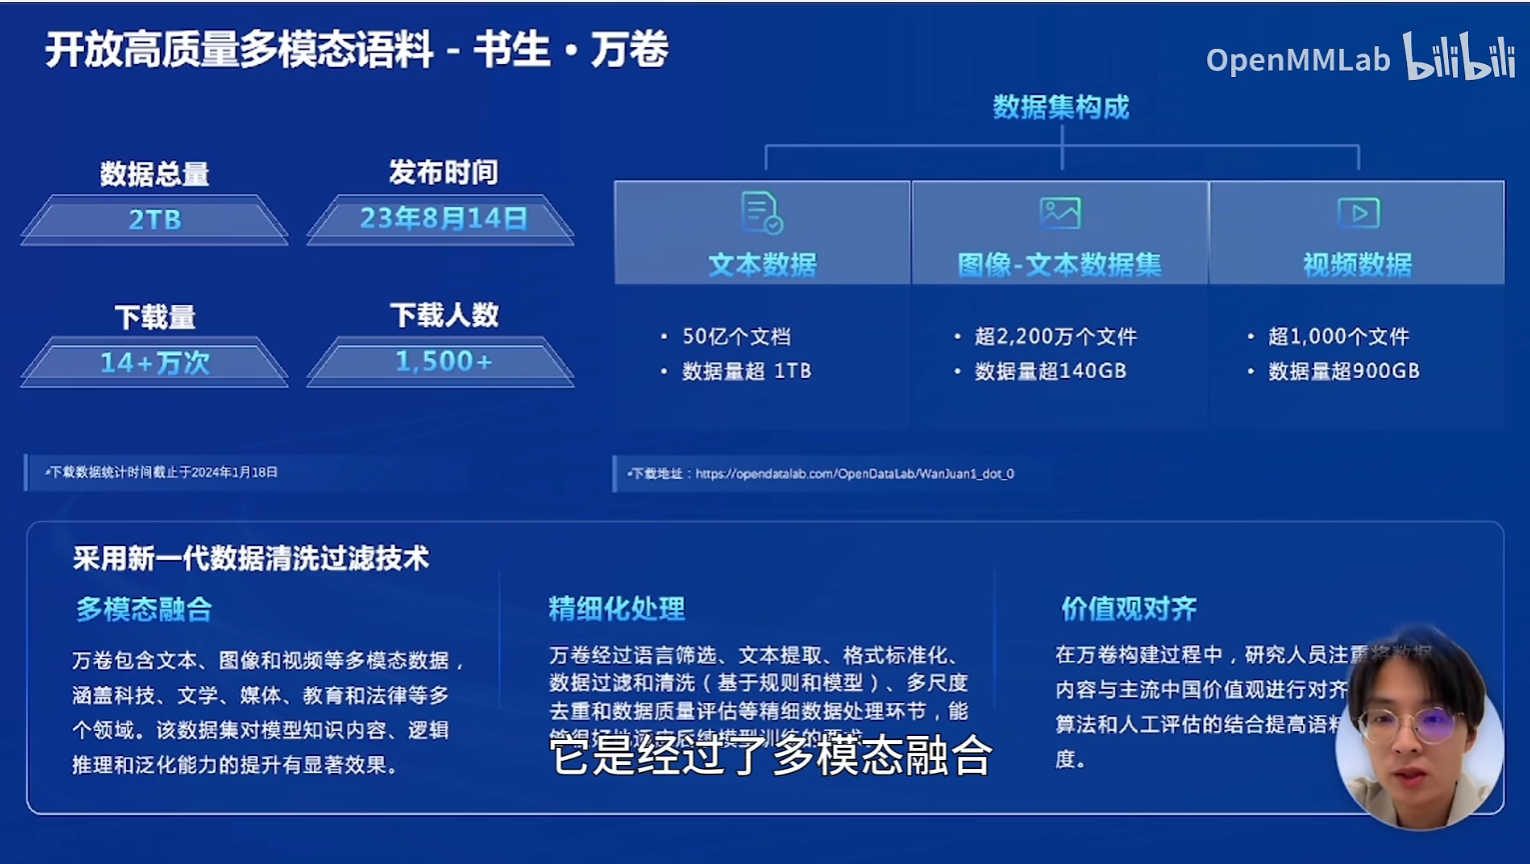 开放高质量多模态语料 - 书生·万卷
OpenMMLab bilibili
数据集构成
数据总量
2TB
发布时间
23年8月14日
下载量
14+万次
下载人数
1,500+
文本数据
• 50亿个文档
• 数据量超 1TB
图像-文本数据集
• 超2,200万个文件
• 数据量超140GB
视频数据
• 超1,000个文件
• 数据量超900GB
*下载数据统计时间截止于2024年1月18日
*下载地址：https://opendatalab.com/OpenDataLab/WanJuan1_dot_0
采用新一代数据清洗过滤技术
多模态融合
万卷包含文本、图像和视频等多模态数据，
涵盖科技、文学、媒体、教育和法律等多
个领域。该数据集对模型知识内容、逻辑
推理和泛化能力的提升有显著效果。
精细化处理
万卷经过语言筛选、文本提取、格式标准化、
数据过滤和清洗（基于规则和模型）、多尺度
去重和数据质量评估等精细数据处理环节，能
价值观对齐
在万卷构建过程中，研究人员注重将数据
内容与主流中国价值观进行对齐
算法和人工评估的结合提高语料
度。
它是经过了多模态融合